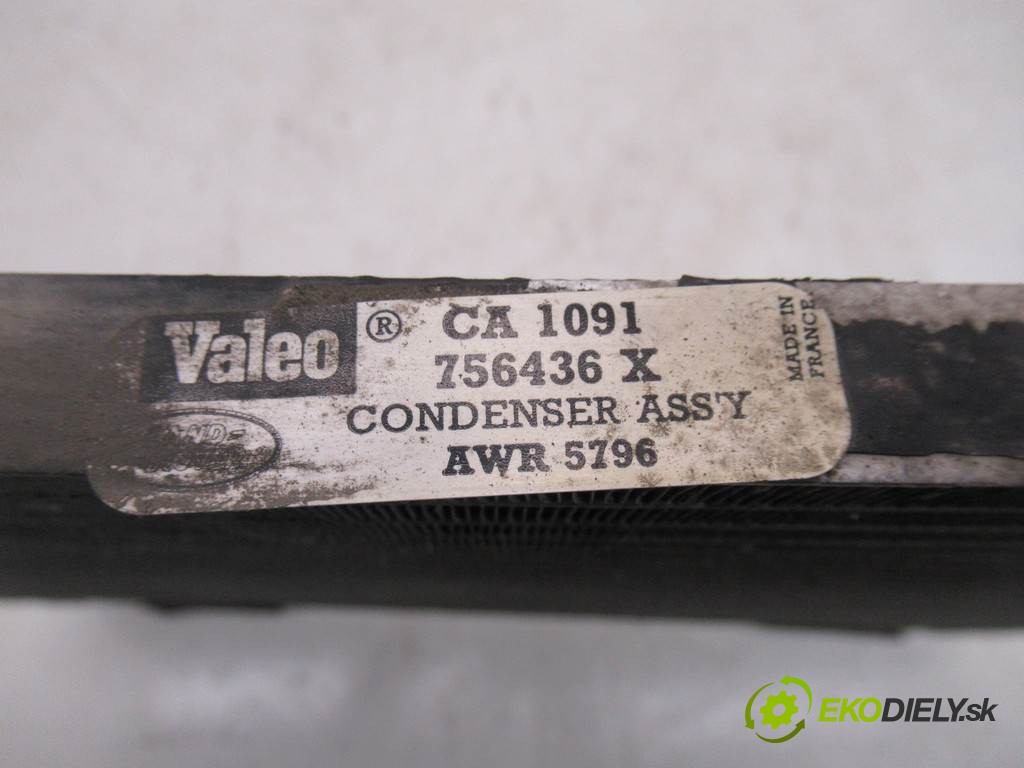 Valeo ®
CA 1091
756436 X
CONDENSER ASS'Y
AWR 5796
MADE IN
FRANCE
EKODIELY.sk